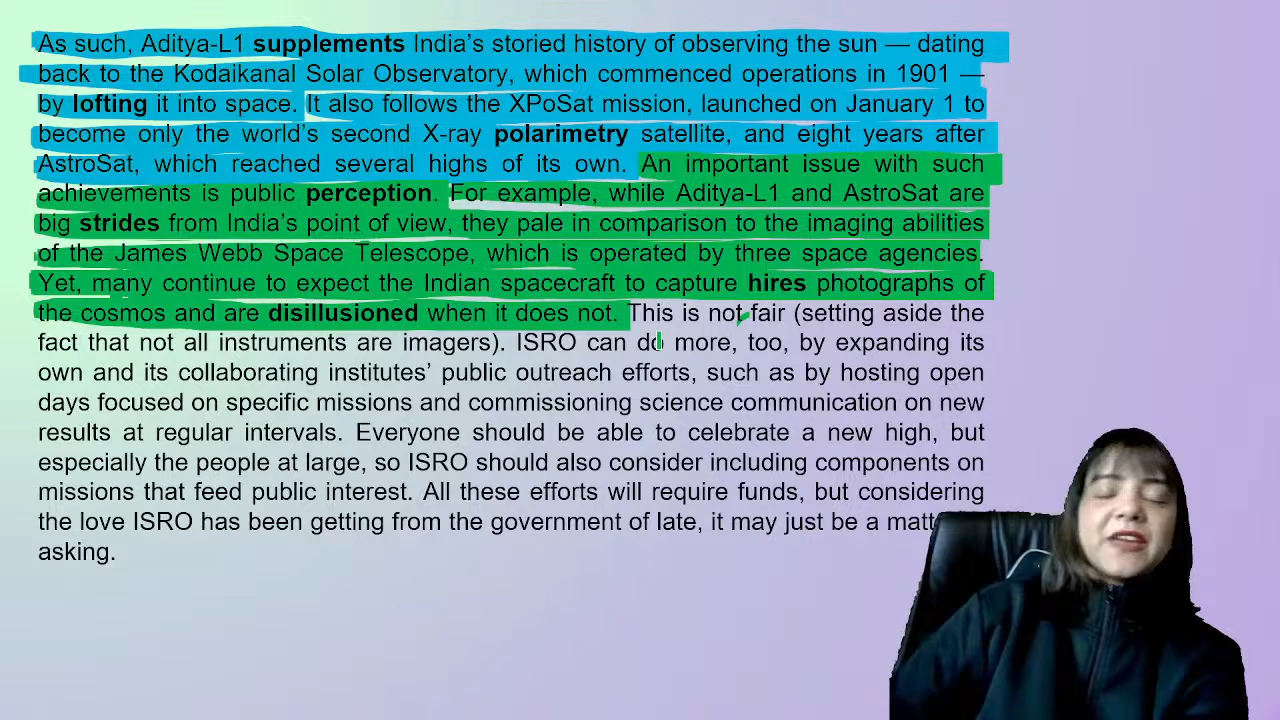 As such, Aditya-L1 supplements India's storied history of observing the sun — dating
back to the Kodaikanal Solar Observatory, which commenced operations in 1901 —
by lofting it into space. It also follows the XPoSat mission, launched on January 1 to
become only the world's second X-ray polarimetry satellite, and eight years after
AstroSat, which reached several highs of its own. An important issue with such
achievements is public perception. For example, while Aditya-L1 and AstroSat are
big strides from India's point of view, they pale in comparison to the imaging abilities
of the James Webb Space Telescope, which is operated by three space agencies.
Yet, many continue to expect the Indian spacecraft to capture hires photographs of
the cosmos and are disillusioned when it does not. This is not fair (setting aside the
fact that not all instruments are imagers). ISRO can do more, too, by expanding its
own and its collaborating institutes' public outreach efforts, such as by hosting open
days focused on specific missions and commissioning science communication on new
results at regular intervals. Everyone should be able to celebrate a new high, but
especially the people at large, so ISRO should also consider including components on
missions that feed public interest. All these efforts will require funds, but considering
the love ISRO has been getting from the government of late, it may just be a
asking.